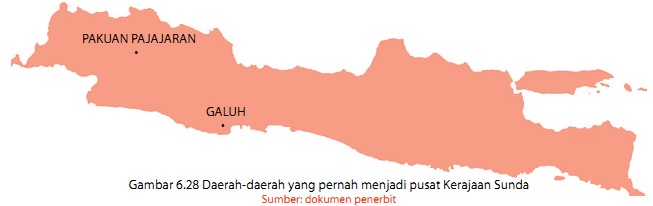 PAKUAN PAJAJARAN
GALUH
Gambar 6.28 Daerah-daerah yang pernah menjadi pusat Kerajaan Sunda
Sumber: dokumen penerbit